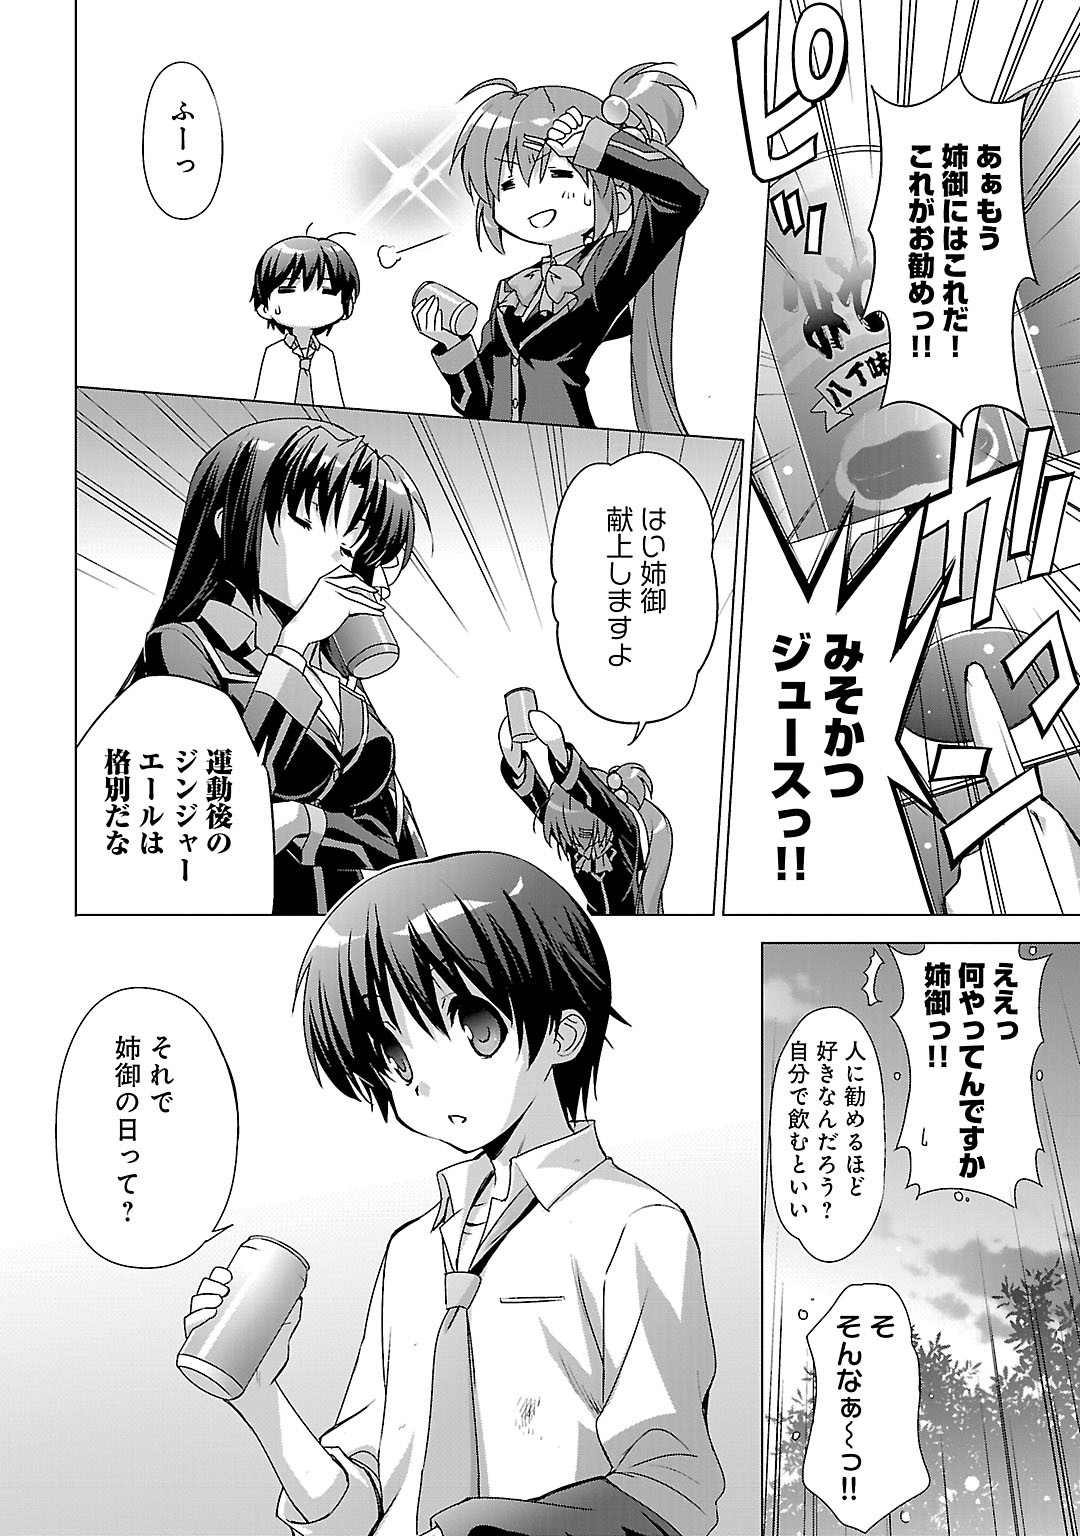 あぁもう
姉御にはこれだ！
これがお勧めっ!!
ピッ
八丁味
ガゴンッ
みそかつ
ジュースっ!!
ふーっ
はい姉御
献上しますよ
運動後の
ジンジャー
エールは
格別だな
ええっ
何やってんですか
姉御っ!!
人に勧めるほど
好きなんだろう？
自分で飲むといい
そ
そんなぁ〜っ!!
それで
姉御の日って？